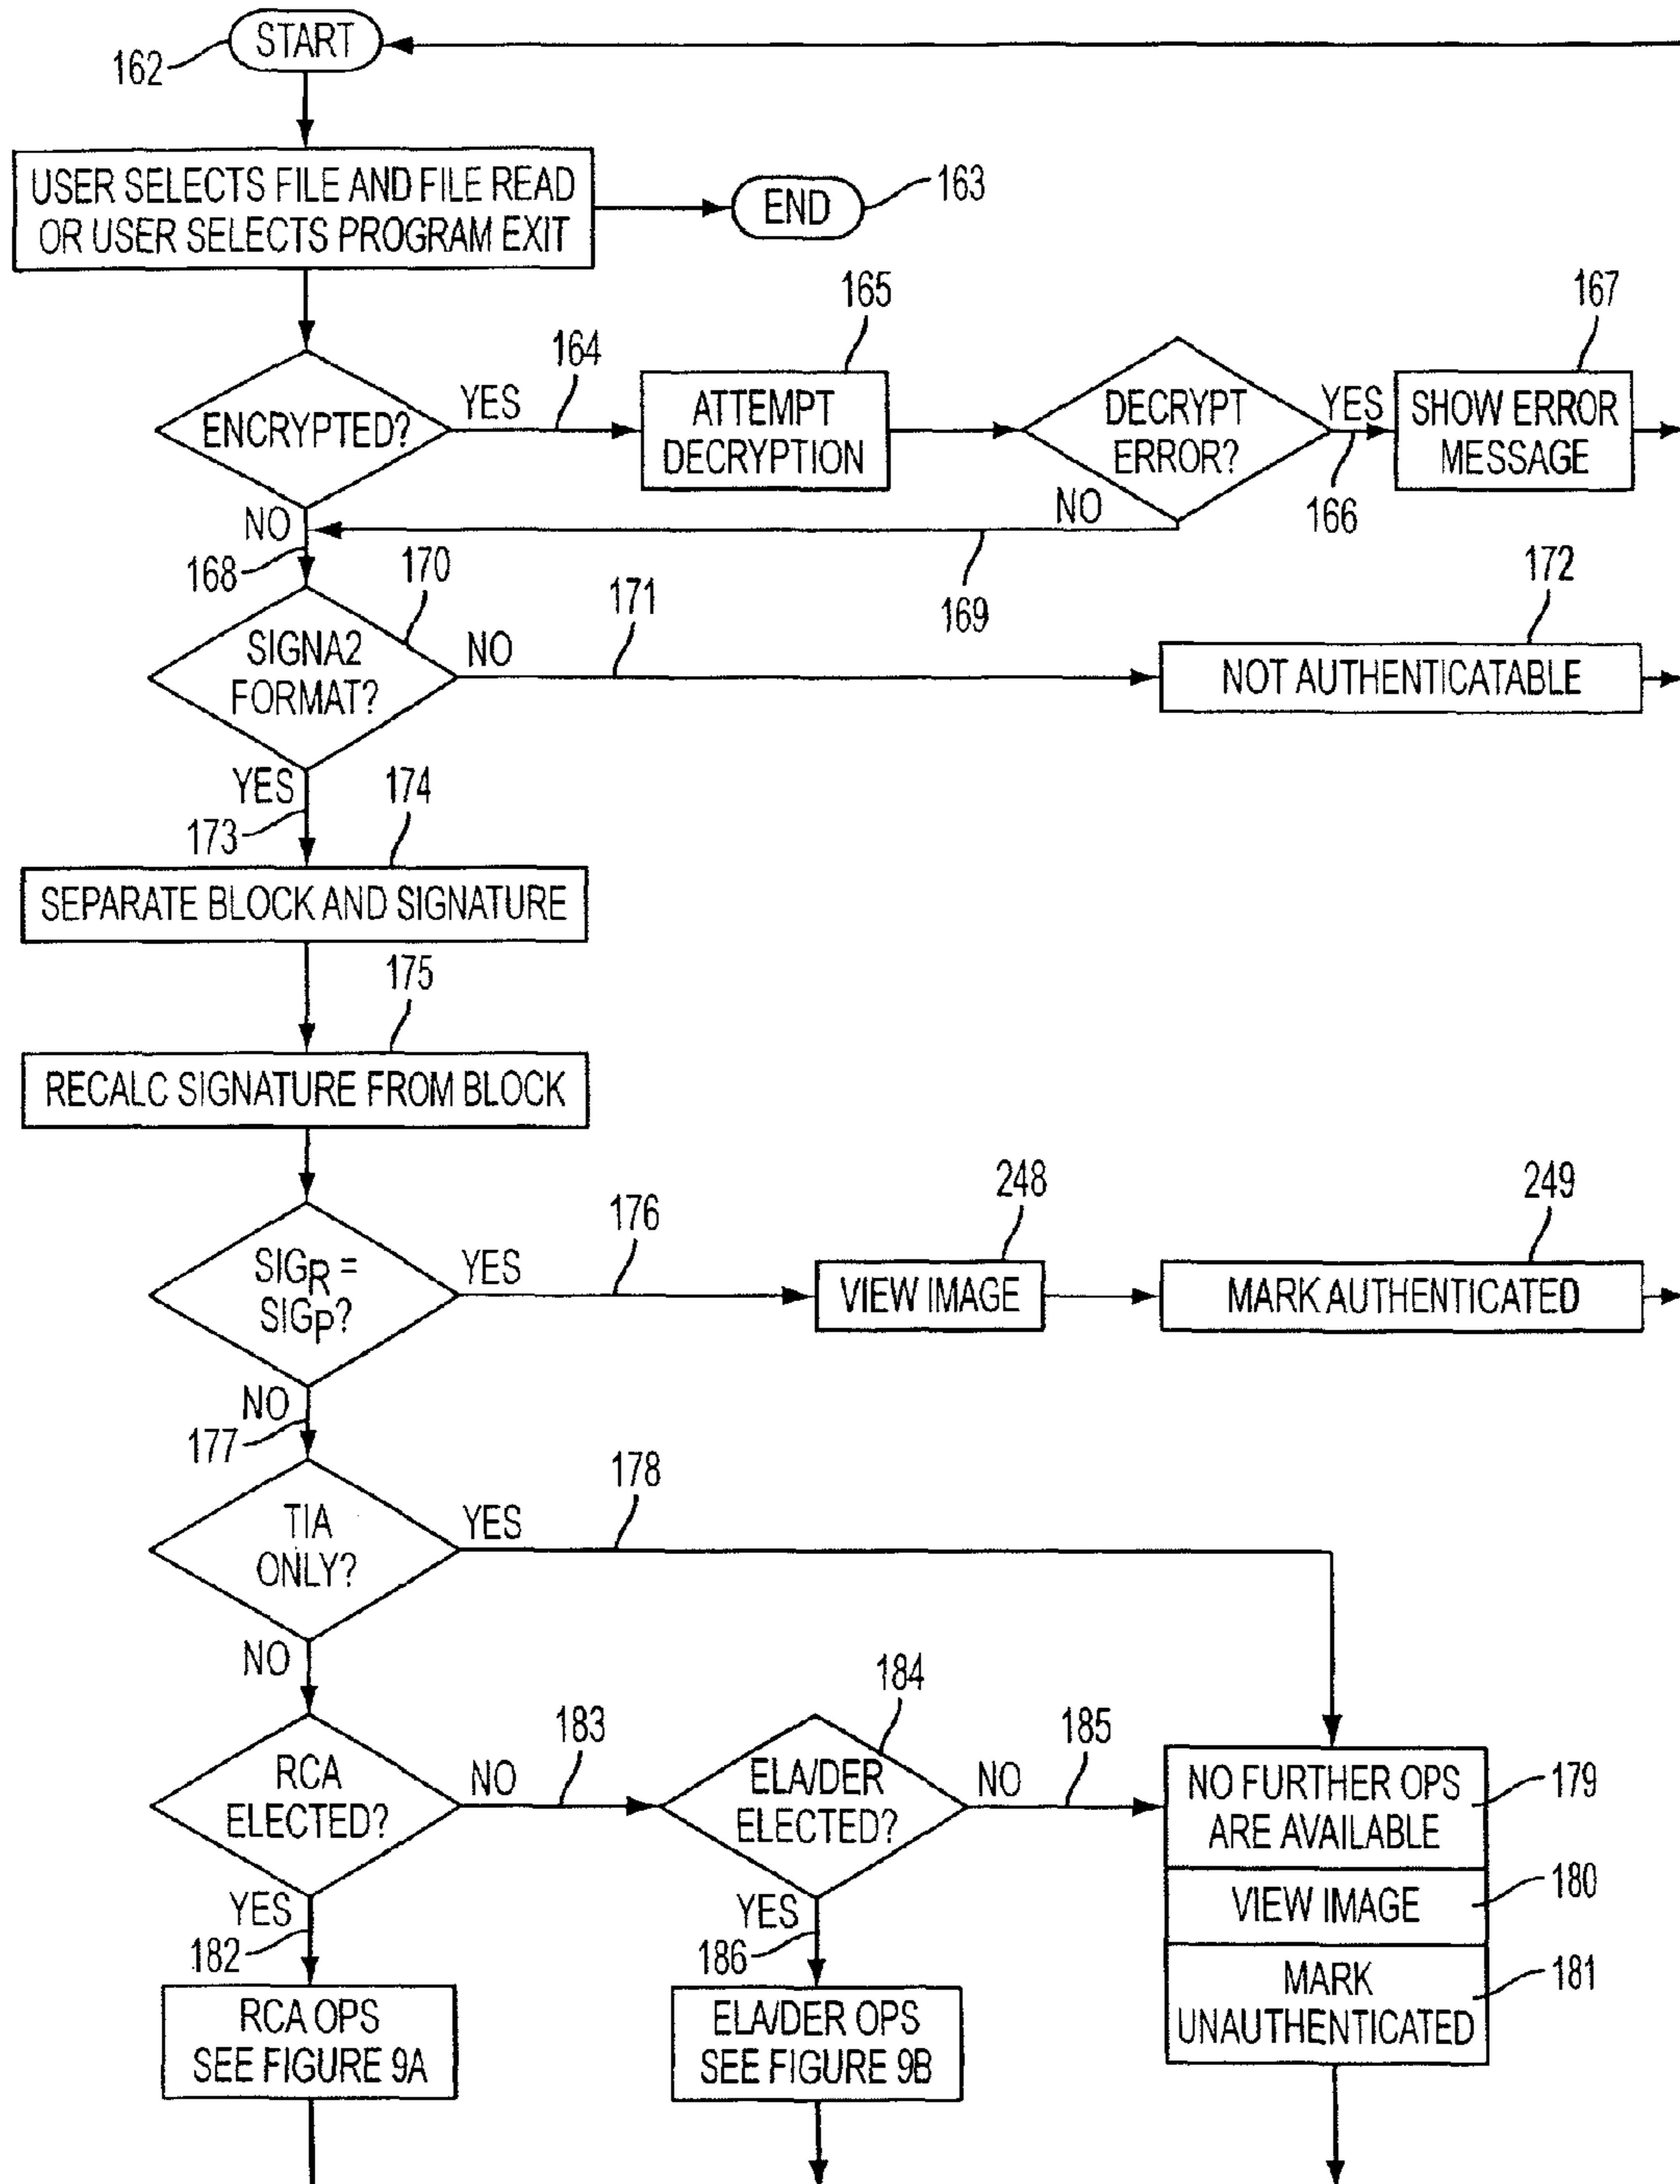 START
162
USER SELECTS FILE AND FILE READ
OR USER SELECTS PROGRAM EXIT
END
163
ENCRYPTED?
YES
164
165
ATTEMPT
DECRYPTION
DECRYPT
ERROR?
YES
166
167
SHOW ERROR
MESSAGE
NO
168
NO
169
170
SIGNA2
FORMAT?
NO
171
172
NOT AUTHENTICATABLE
YES
173
174
SEPARATE BLOCK AND SIGNATURE
175
RECALC SIGNATURE FROM BLOCK
SIGR =
SIGP?
YES
176
248
VIEW IMAGE
249
MARK AUTHENTICATED
NO
177
TIA
ONLY?
YES
178
NO
RCA
ELECTED?
NO
183
184
ELA/DER
ELECTED?
NO
185
NO FURTHER OPS
ARE AVAILABLE
179
VIEW IMAGE
180
MARK
UNAUTHENTICATED
181
YES
182
RCA OPS
SEE FIGURE 9A
YES
186
ELA/DER OPS
SEE FIGURE 9B